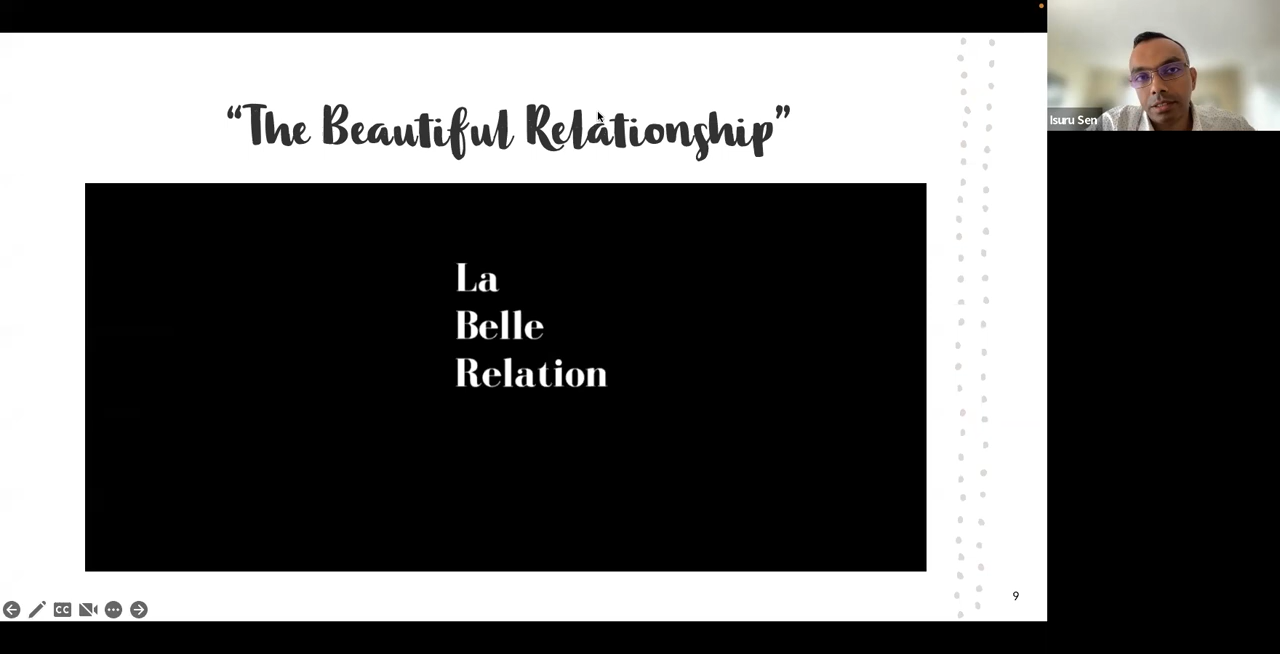 “The Beautiful Relationship”
La
Belle
Relation
9
CC
Isuru Sen